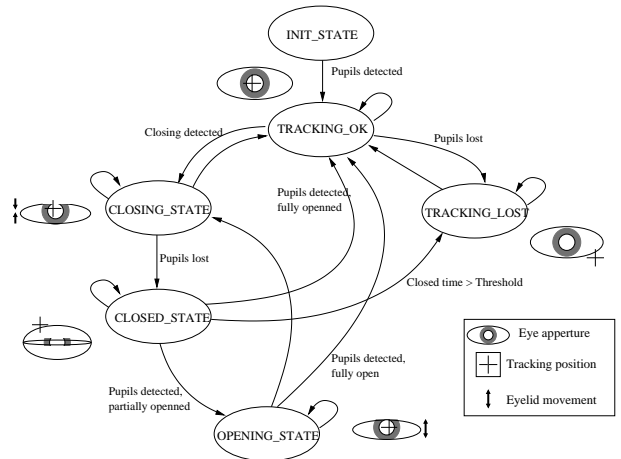 INIT_STATE
Pupils detected
TRACKING_OK
Closing detected
Pupils lost
Pupils detected,
fully openned
CLOSING_STATE
TRACKING_LOST
Pupils lost
Closed time > Threshold
CLOSED_STATE
Eye apperture
Tracking position
Eyelid movement
Pupils detected,
fully open
Pupils detected,
partially openned
OPENING_STATE